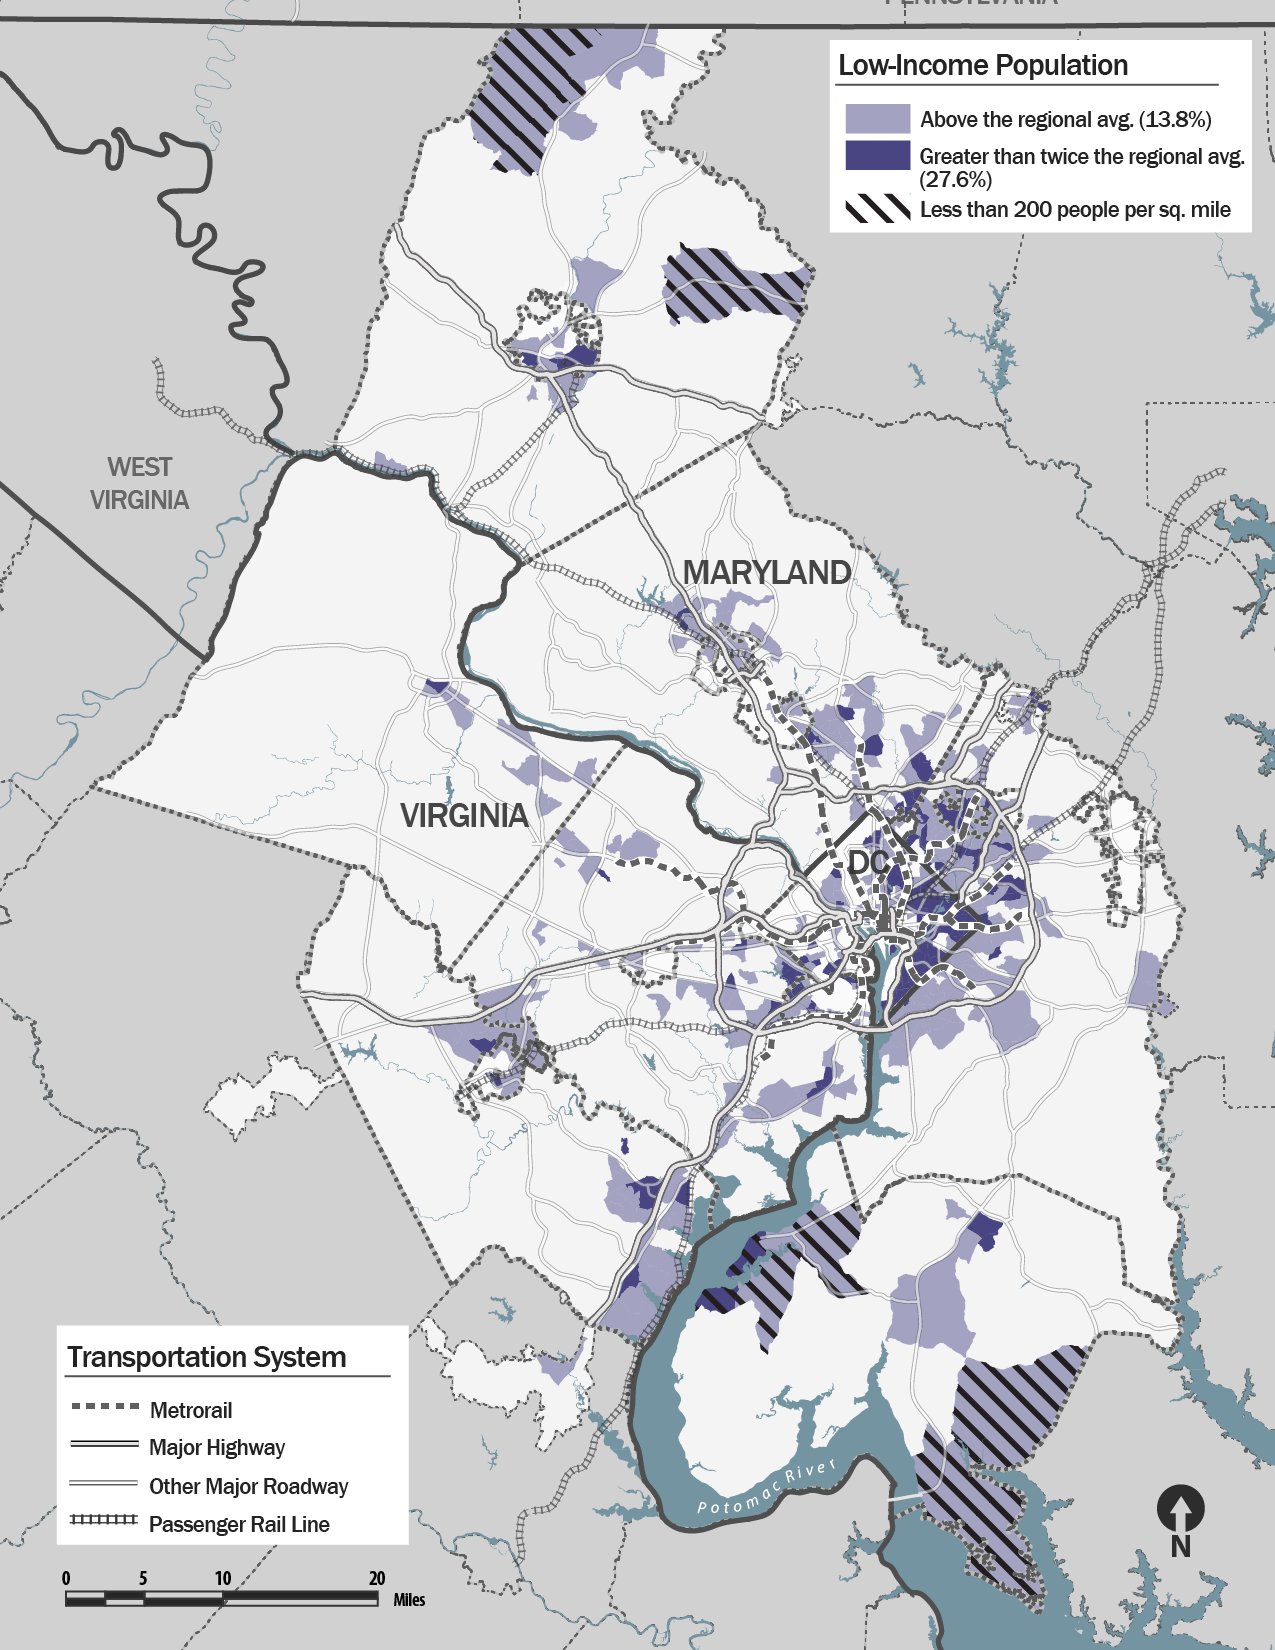 PENNSYLVANIA
Low-Income Population
Above the regional avg. (13.8%)
Greater than twice the regional avg.
(27.6%)
Less than 200 people per sq. mile
WEST
VIRGINIA
MARYLAND
VIRGINIA
DC
Transportation System
Metrorail
Major Highway
Other Major Roadway
Passenger Rail Line
Potomac River
N
0 5 10 20
Miles